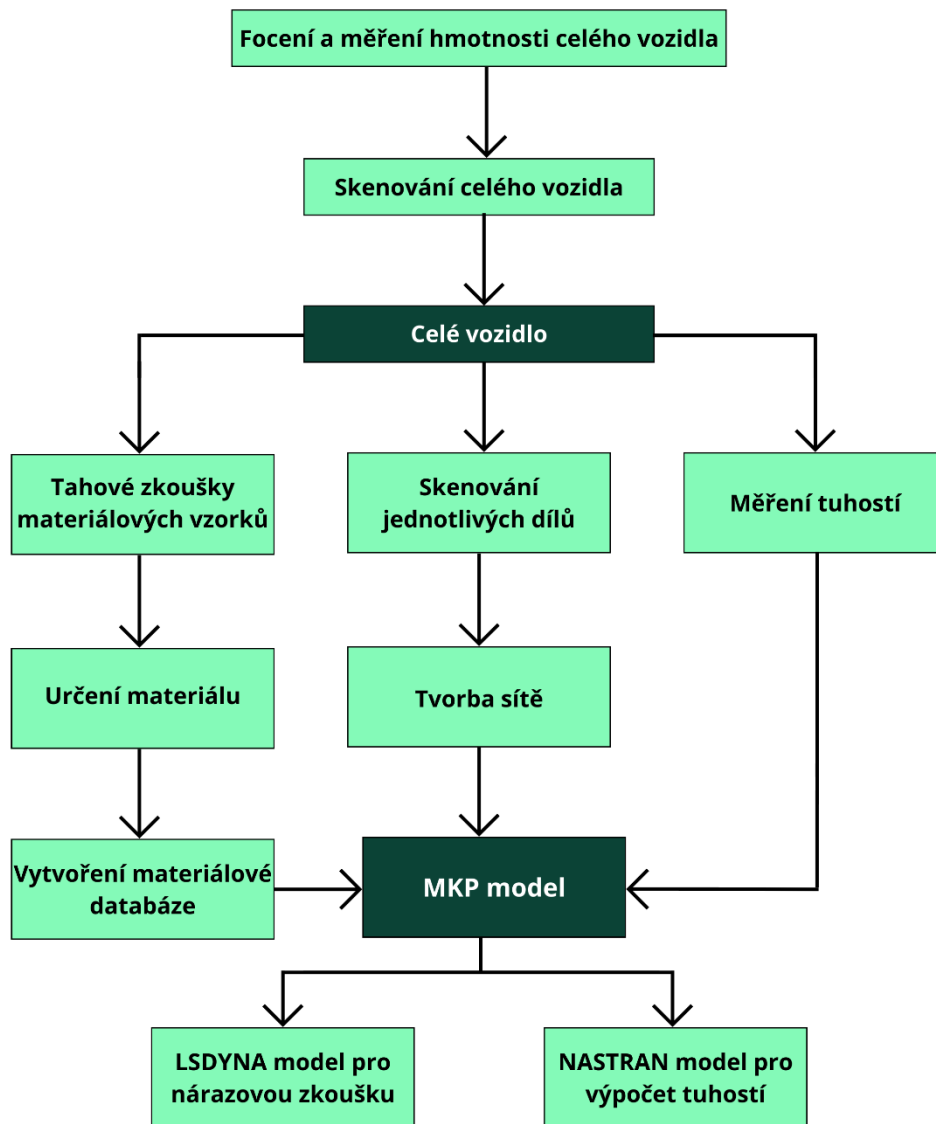 Focení a měření hmotnosti celého vozidla
Skenování celého vozidla
Celé vozidlo
Tahové zkoušky
materiálových vzorků
Skenování
jednotlivých dílů
Měření tuhostí
Určení materiálu
Tvorba sítě
Vytvoření materiálové
databáze
MKP model
LSDYNA model pro
nárazovou zkoušku
NASTRAN model pro
výpočet tuhostí